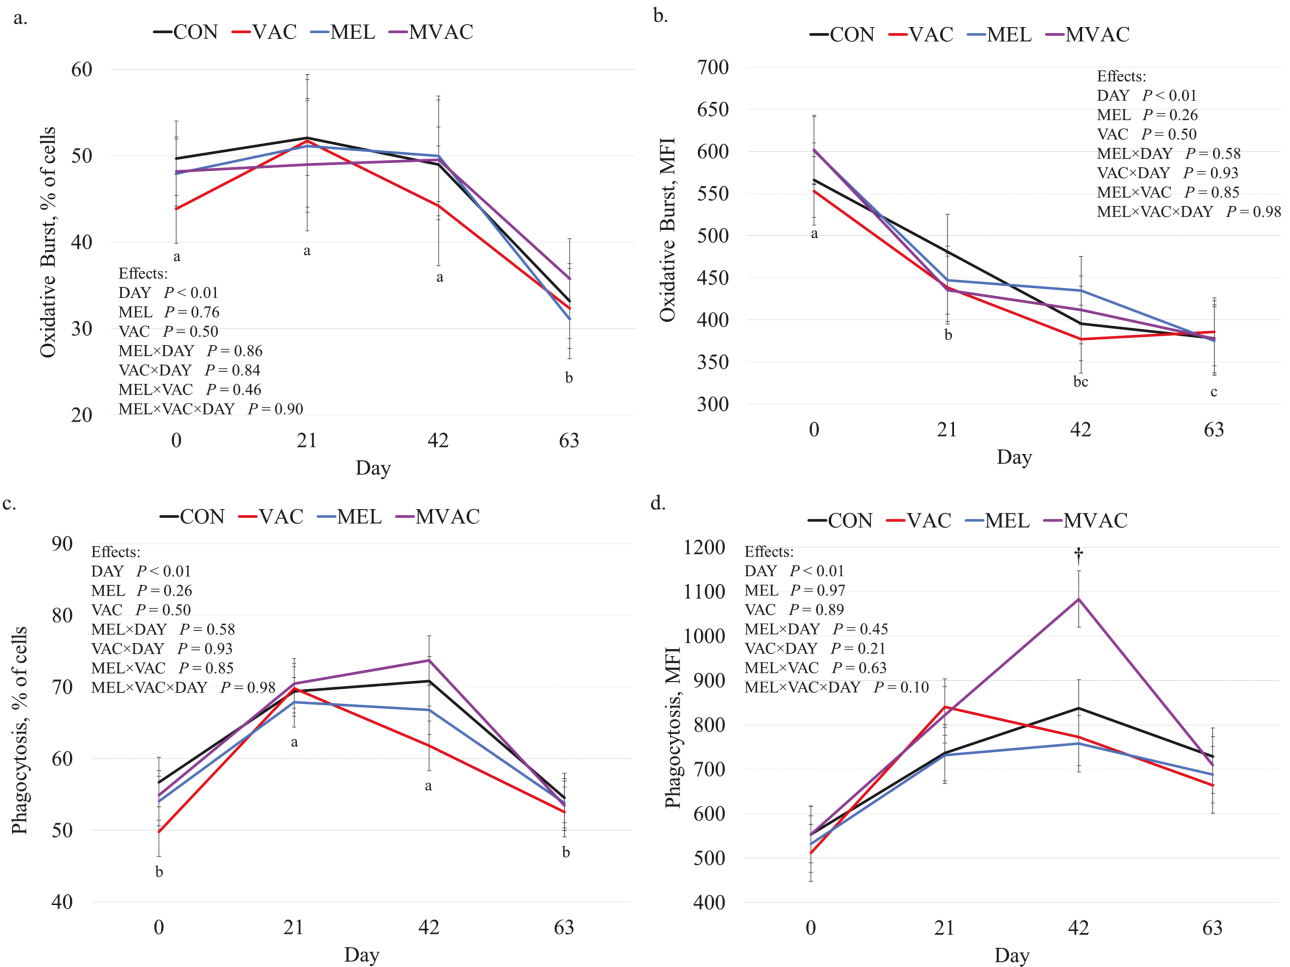 a.
CON VAC MEL MVAC
Oxidative Burst, % of cells
60
50
40
30
20
a
a
a
b
Effects:
DAY P < 0.01
MEL P = 0.76
VAC P = 0.50
MEL×DAY P = 0.86
VAC×DAY P = 0.84
MEL×VAC P = 0.46
MEL×VAC×DAY P = 0.90
0 21 42 63
Day
b.
CON VAC MEL MVAC
Oxidative Burst, MFI
700
650
600
550
500
450
400
350
300
Effects:
DAY P < 0.01
MEL P = 0.26
VAC P = 0.50
MEL×DAY P = 0.58
VAC×DAY P = 0.93
MEL×VAC P = 0.85
MEL×VAC×DAY P = 0.98
a
b
bc
c
0 21 42 63
Day
c.
CON VAC MEL MVAC
Phagocytosis, % of cells
90
80
70
60
50
40
Effects:
DAY P < 0.01
MEL P = 0.26
VAC P = 0.50
MEL×DAY P = 0.58
VAC×DAY P = 0.93
MEL×VAC P = 0.85
MEL×VAC×DAY P = 0.98
b
a
a
b
0 21 42 63
Day
d.
CON VAC MEL MVAC
Phagocytosis, MFI
1200
1100
1000
900
800
700
600
500
400
Effects:
DAY P < 0.01
MEL P = 0.97
VAC P = 0.89
MEL×DAY P = 0.45
VAC×DAY P = 0.21
MEL×VAC P = 0.63
MEL×VAC×DAY P = 0.10
†
0 21 42 63
Day